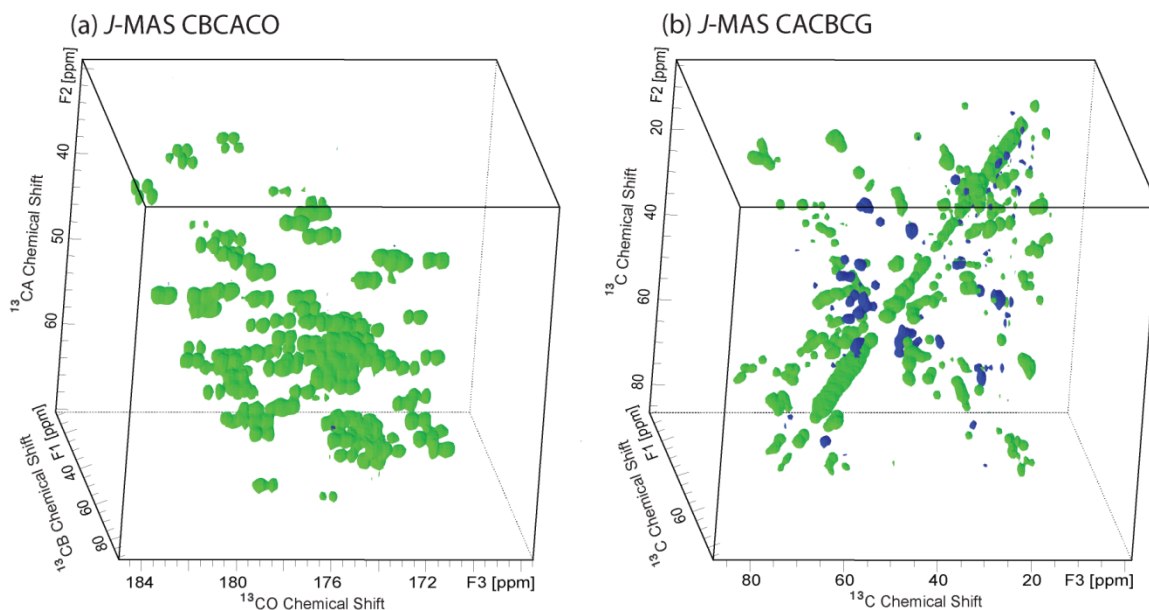 (a) J-MAS CBCACO
F2 [ppm]
40
50
60
¹³CA Chemical Shift
F1 [ppm]
40
60
80
¹³CB Chemical Shift
184
180
176
172
F3 [ppm]
¹³CO Chemical Shift
(b) J-MAS CACBCG
F2 [ppm]
20
40
60
80
¹³C Chemical Shift
F1 [ppm]
60
¹³C Chemical Shift
80
60
40
20
F3 [ppm]
¹³C Chemical Shift